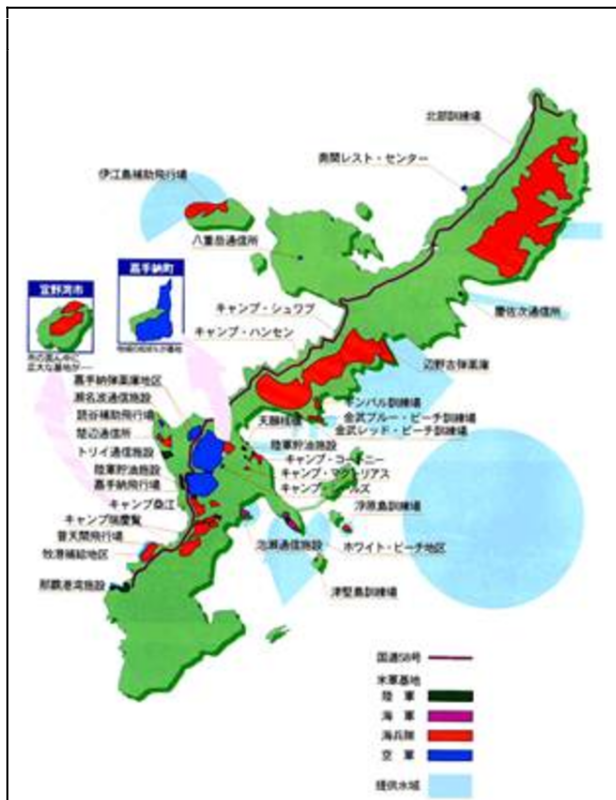 北部訓練場
奥間レスト・センター
伊江島補助飛行場
八重岳通信所
嘉手納町
宜野湾市
慶佐次通信所
キャンプ・シュワブ
キャンプ・ハンセン
市の真ん中に
広大な基地が──
辺野古弾薬庫
嘉手納弾薬庫地区
瀬名波通信施設
読谷補助飛行場
楚辺通信所
トリイ通信施設
陸軍貯油施設
嘉手納飛行場
キャンプ桑江
キャンプ瑞慶覧
普天間飛行場
牧港補給地区
那覇港湾施設
天願桟橋
ギンバル訓練場
金武ブルー・ビーチ訓練場
金武レッド・ビーチ訓練場
陸軍貯油施設
キャンプ・コートニー
キャンプ・マクトリアス
浮原島訓練場
泡瀬通信施設
ホワイト・ビーチ地区
津堅島訓練場
国道58号
米軍基地
陸 軍
海 軍
海兵隊
空 軍
提供水域